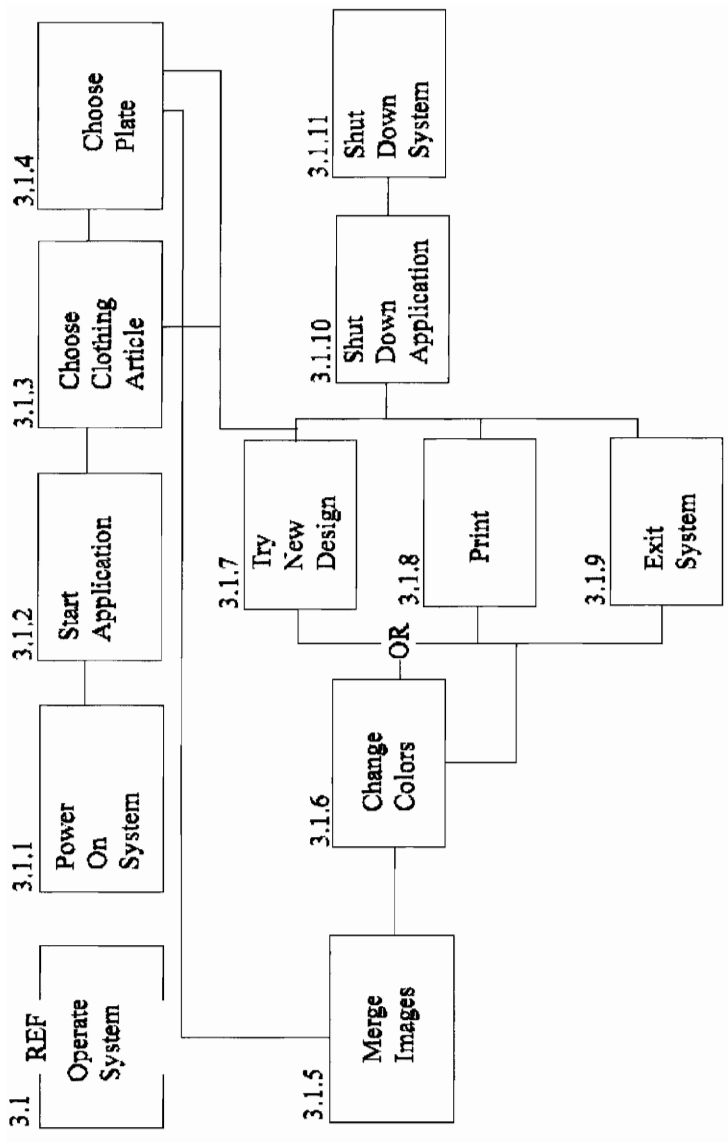 3.1 REF
Operate
System
3.1.1
Power
On
System
3.1.2
Start
Application
3.1.3
Choose
Clothing
Article
3.1.4
Choose
Plate
3.1.5
Merge
Images
3.1.6
Change
Colors
OR
3.1.7
Try
New
Design
3.1.8
Print
3.1.9
Exit
System
3.1.10
Shut
Down
Application
3.1.11
Shut
Down
System